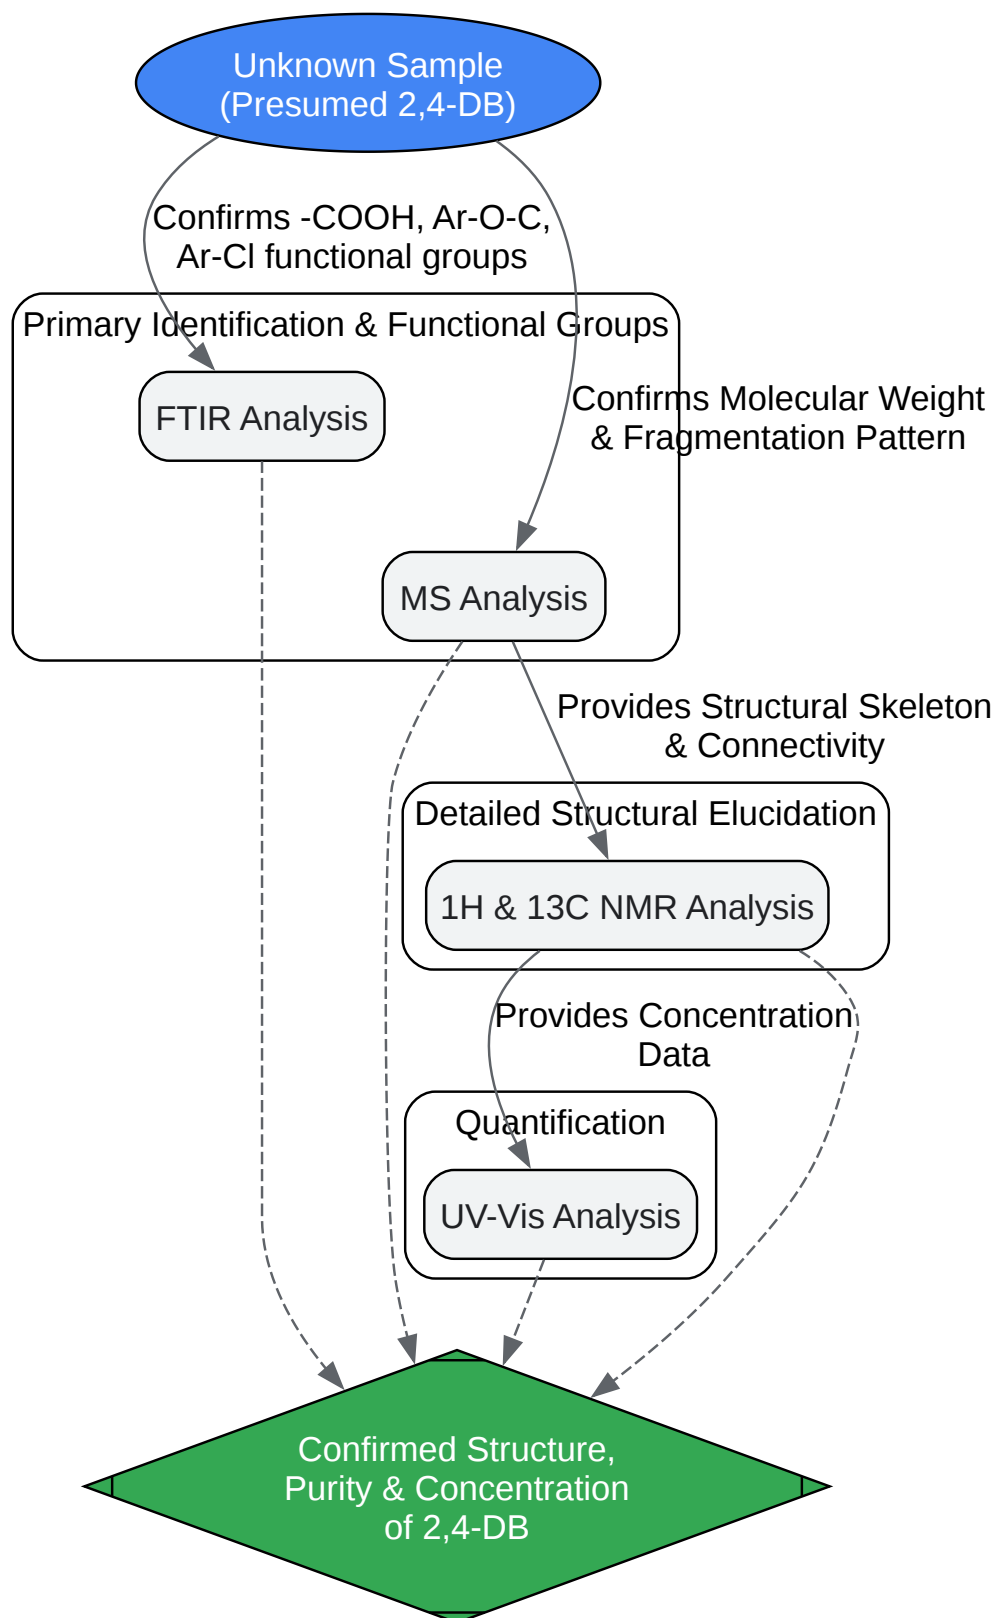 Unknown Sample
(Presumed 2,4-DB)
Confirms -COOH, Ar-O-C,
Ar-Cl functional groups
Primary Identification & Functional Groups
FTIR Analysis
Confirms Molecular Weight
& Fragmentation Pattern
MS Analysis
Provides Structural Skeleton
& Connectivity
Detailed Structural Elucidation
1H & 13C NMR Analysis
Provides Concentration
Data
Quantification
UV-Vis Analysis
Confirmed Structure,
Purity & Concentration
of 2,4-DB